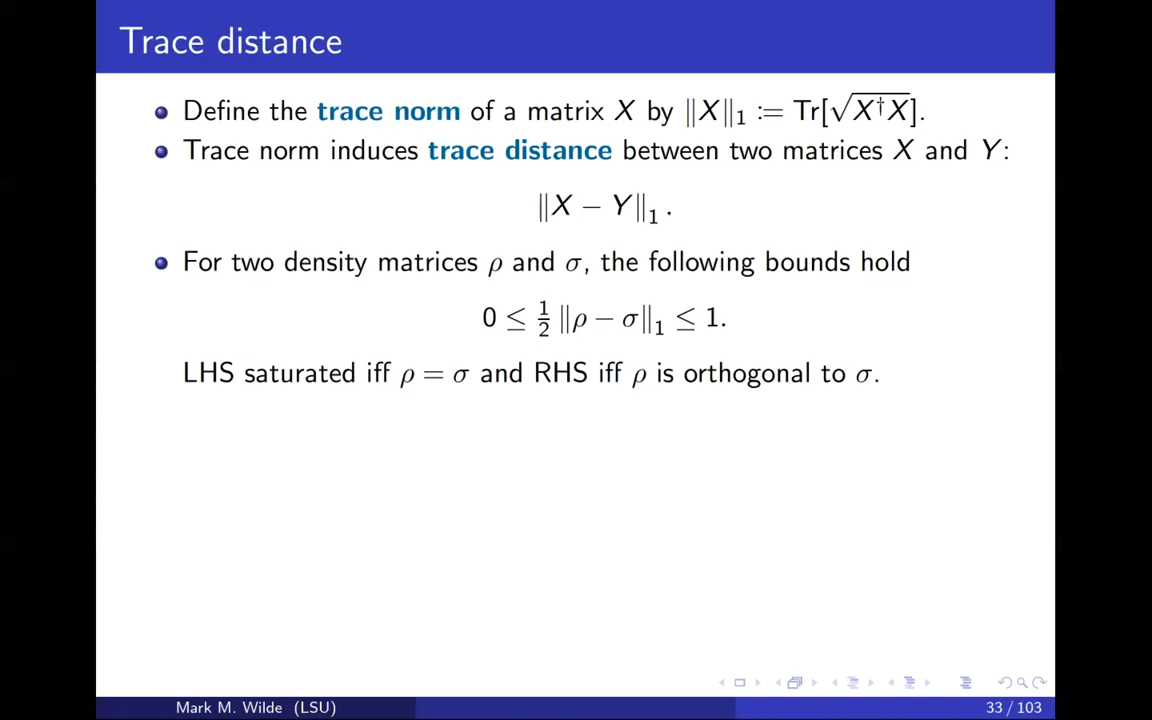 Trace distance
Define the trace norm of a matrix X by ‖X‖₁ := Tr[√X†X].
Trace norm induces trace distance between two matrices X and Y:
‖X − Y‖₁ .
For two density matrices ρ and σ, the following bounds hold
0 ≤ ½ ‖ρ − σ‖₁ ≤ 1.
LHS saturated iff ρ = σ and RHS iff ρ is orthogonal to σ.
Mark M. Wilde (LSU)
33 / 103